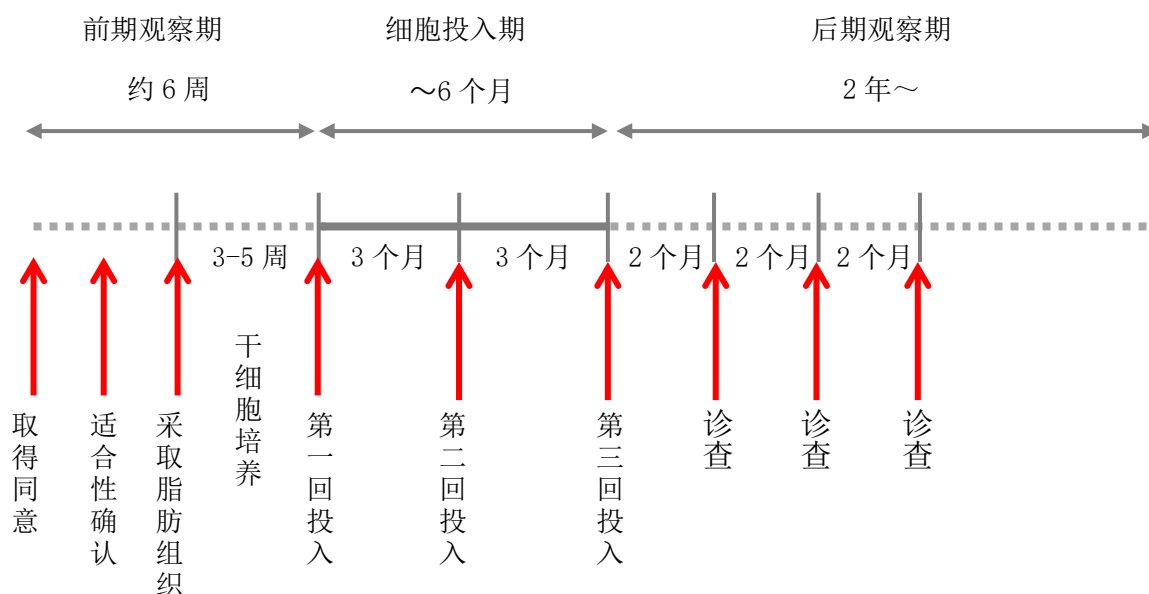 前期观察期
细胞投入期
后期观察期
约 6 周
～6 个月
2 年～
3-5 周
3 个月
3 个月
2 个月
2 个月
2 个月
取得同意
适合性确认
采取脂肪组织
干细胞培养
第一回投入
第二回投入
第三回投入
诊查
诊查
诊查